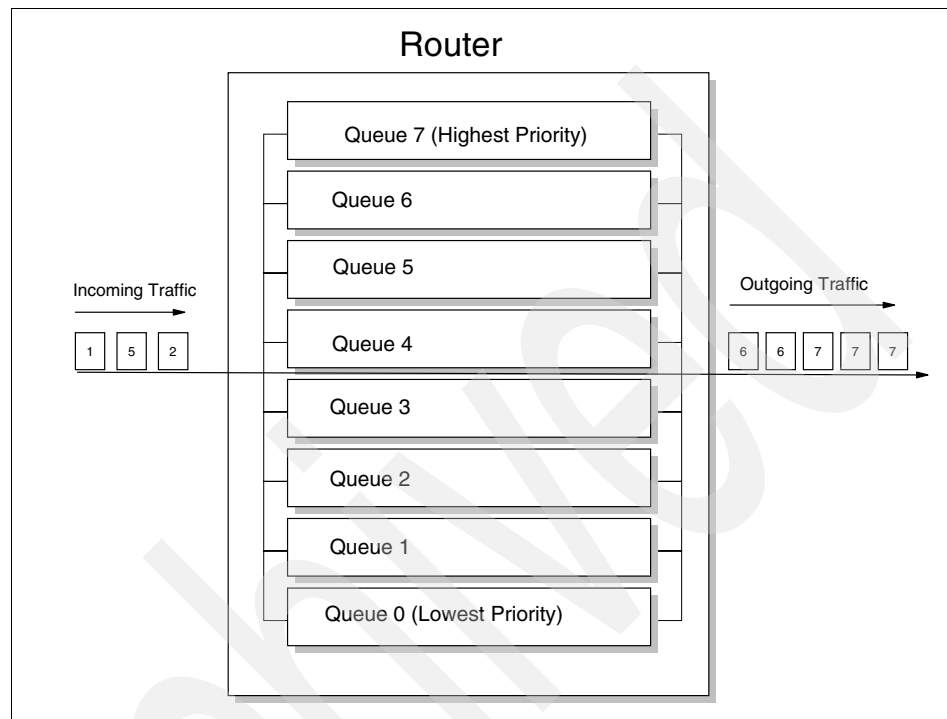 Router
Queue 7 (Highest Priority)
Queue 6
Queue 5
Incoming Traffic
Outgoing Traffic
1 5 2
Queue 4
6 6 7 7 7
Queue 3
Queue 2
Queue 1
Queue 0 (Lowest Priority)